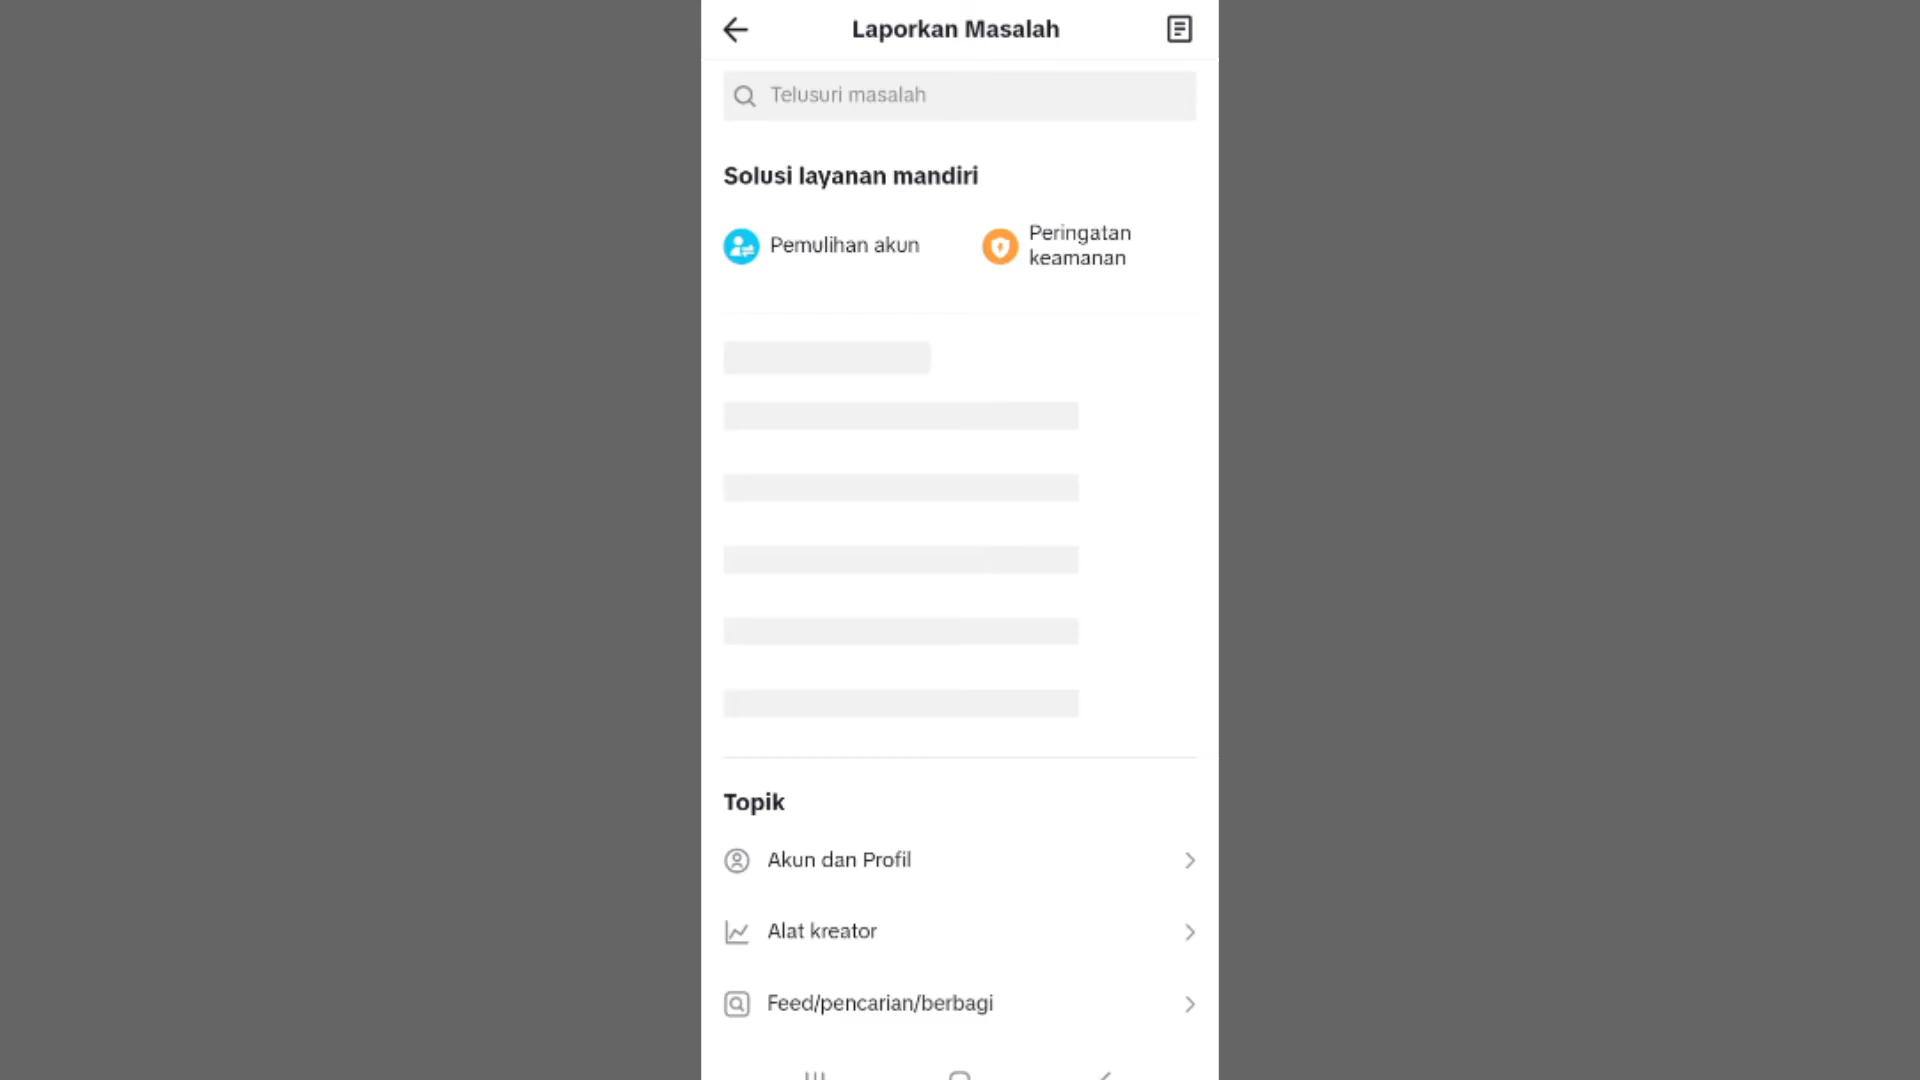 Laporkan Masalah
Telusuri masalah
Solusi layanan mandiri
Pemulihan akun
Peringatan
keamanan
Topik
Akun dan Profil
Alat kreator
Feed/pencarian/berbagi